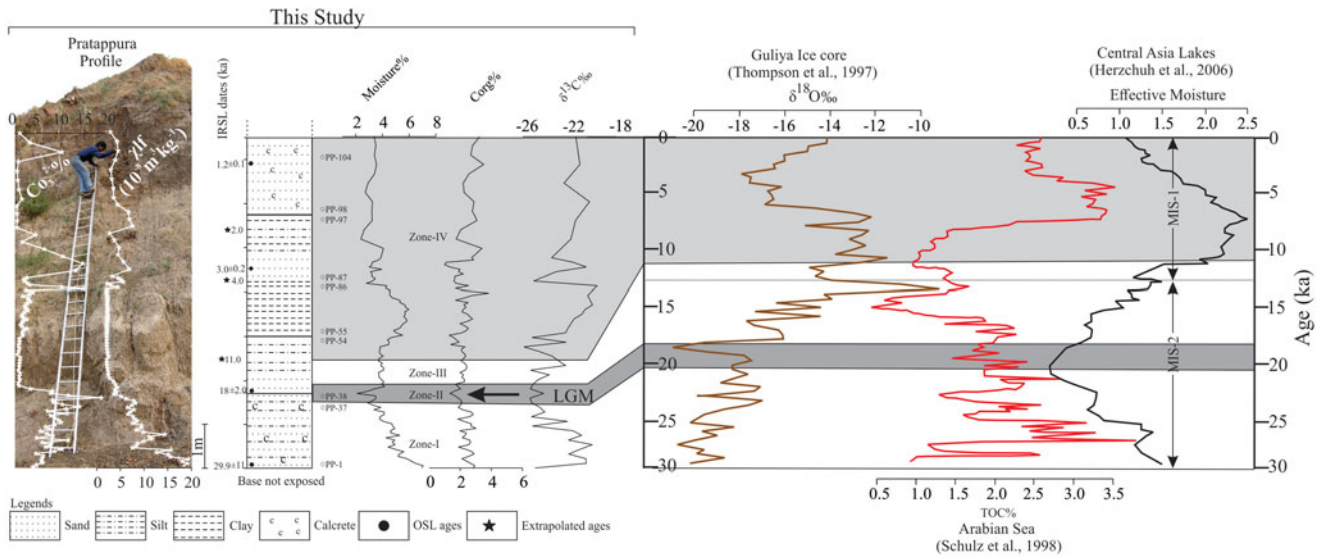 This Study
Pratappura
Profile
IRSL dates (ka)
Moisture%
Corg%
δ13C‰
Guliya Ice core
(Thompson et al., 1997)
δ18O‰
Central Asia Lakes
(Herzchuh et al., 2006)
Effective Moisture
2 4 6 8 -26 -22 -18
-20 -18 -16 -14 -12 -10
0.5 1.0 1.5 2.0 2.5
0 5 10 15 20
Co3%
χlf
(10-8 m3 kg-1)
1.2±0.1
2.0
3.0±0.2
4.0
11.0
18±2.0
29.9±11
PP-104
PP-98
PP-97
PP-87
PP-86
PP-55
PP-54
PP-38
PP-37
PP-1
Zone-IV
Zone-III
Zone-II
LGM
Zone-I
0
5
10
15
20
25
30
MIS-1
MIS-2
0
5
10
15
20
25
30
Age (ka)
1m
0 5 10 15 20
Base not exposed
0 2 4 6
0.5 1.0 1.5 2.0 2.5 3.0 3.5
TOC%
Arabian Sea
(Schulz et al., 1998)
Legends
Sand
Silt
Clay
c c c c
Calcrete
OSL ages
Extrapolated ages